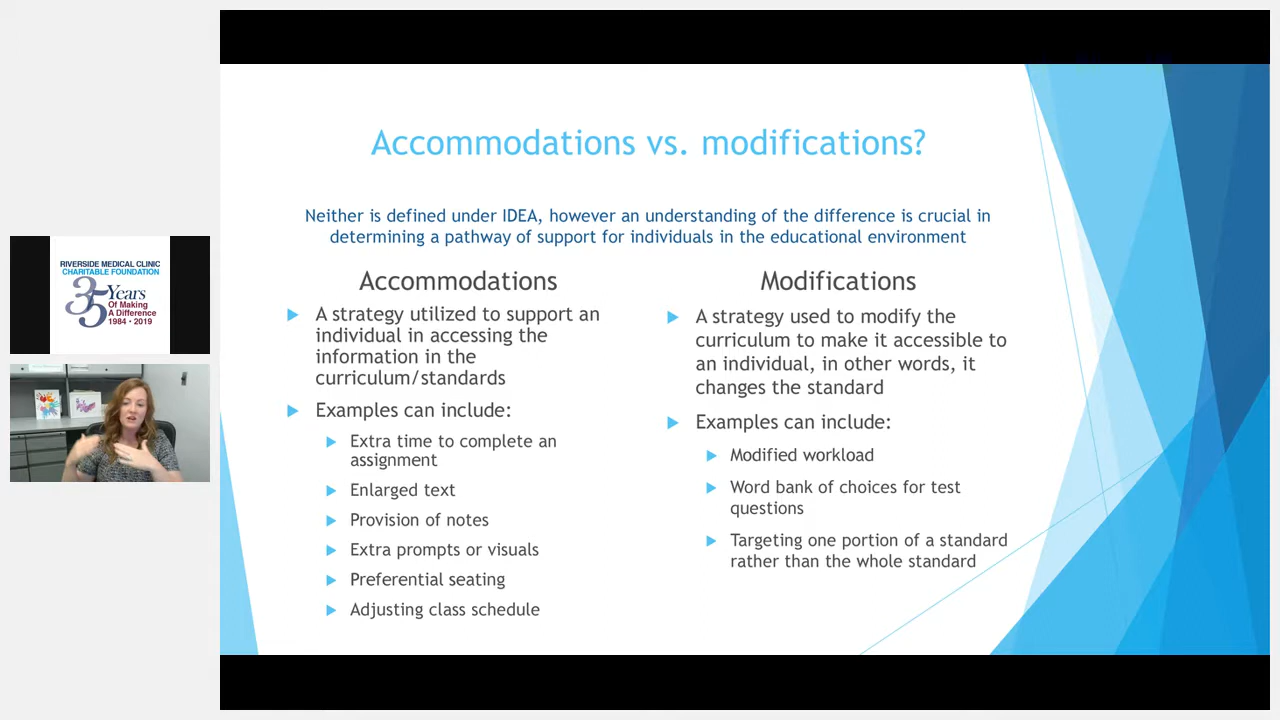 Accommodations vs. modifications?
Neither is defined under IDEA, however an understanding of the difference is crucial in
determining a pathway of support for individuals in the educational environment
Accommodations
A strategy utilized to support an
individual in accessing the
information in the
curriculum/standards
Examples can include:
Extra time to complete an
assignment
Enlarged text
Provision of notes
Extra prompts or visuals
Preferential seating
Adjusting class schedule
Modifications
A strategy used to modify the
curriculum to make it accessible to
an individual, in other words, it
changes the standard
Examples can include:
Modified workload
Word bank of choices for test
questions
Targeting one portion of a standard
rather than the whole standard
RIVERSIDE MEDICAL CLINIC
CHARITABLE FOUNDATION
35 Years
Of Making
A Difference
1984 • 2019